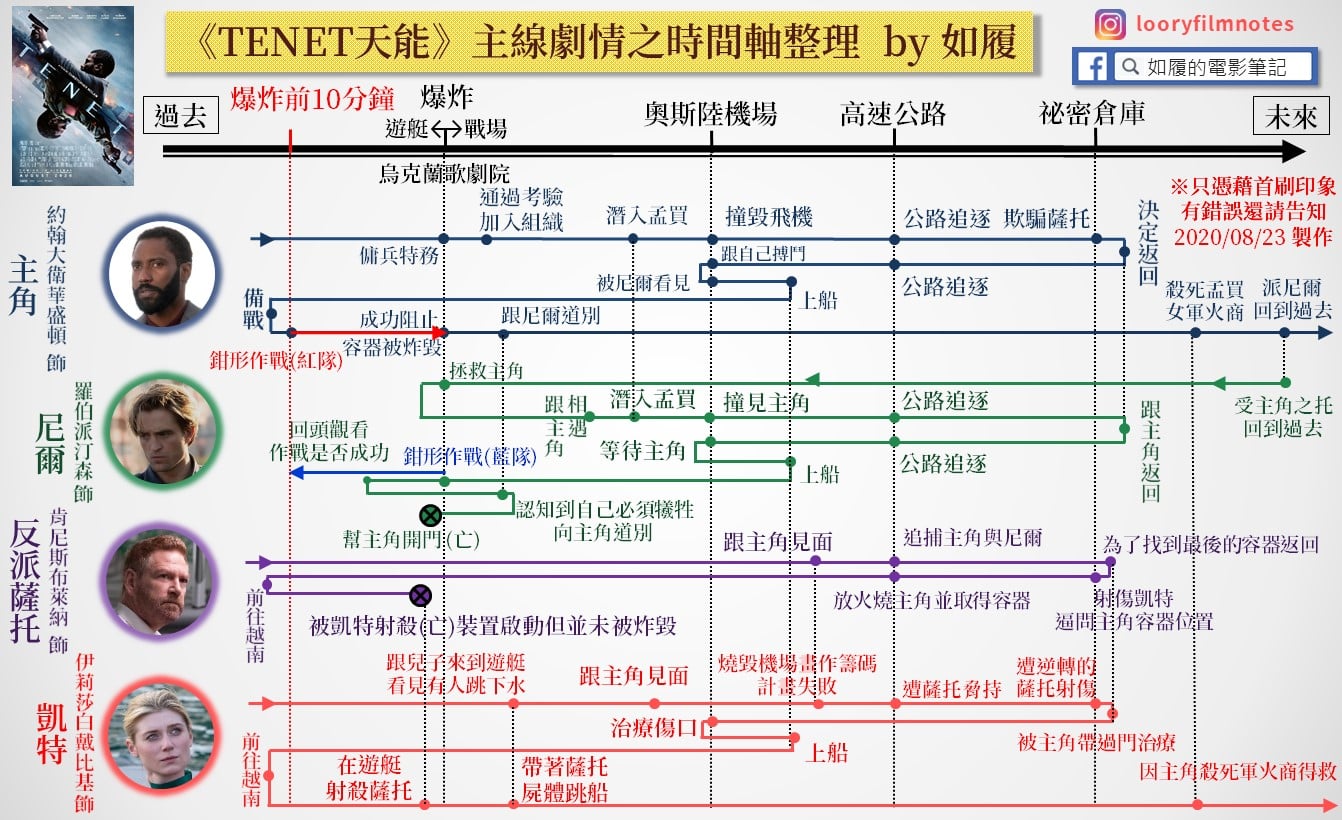 TENET
AUGUST 2020
《TENET天能》主線劇情之時間軸整理 by 如履
looryfilmnotes
如履的電影筆記
過去
爆炸前10分鐘
爆炸
遊艇↔戰場
烏克蘭歌劇院
奧斯陸機場
高速公路
祕密倉庫
未來
※只憑藉首刷印象
有錯誤還請告知
2020/08/23 製作
主角
約翰大衛華盛頓 飾
傭兵特務
通過考驗
加入組織
潛入孟買
撞毀飛機
公路追逐
欺騙薩托
決定返回
跟自己搏鬥
公路追逐
被尼爾看見
上船
備戰
鉗形作戰(紅隊)
成功阻止
容器被炸毀
跟尼爾道別
殺死孟買
女軍火商
派尼爾
回到過去
尼爾
羅伯派汀森 飾
受主角之托
回到過去
拯救主角
跟主角
相遇
潛入孟買
撞見主角
公路追逐
跟主角返回
公路追逐
等待主角
上船
鉗形作戰(藍隊)
回頭觀看
作戰是否成功
認知到自己必須犧牲
向主角道別
幫主角開門(亡)
反派薩托
肯尼斯布萊納 飾
跟主角見面
追捕主角與尼爾
為了找到最後的容器返回
射傷凱特
逼問主角容器位置
放火燒主角並取得容器
前往越南
被凱特射殺(亡)裝置啟動但並未被炸毀
凱特
伊莉莎白戴比基 飾
跟兒子來到遊艇
看見有人跳下水
跟主角見面
燒毀機場畫作籌碼
計畫失敗
遭薩托脅持
遭逆轉的
薩托射傷
被主角帶過門治療
治療傷口
上船
前往越南
在遊艇
射殺薩托
帶著薩托
屍體跳船
因主角殺死軍火商得救